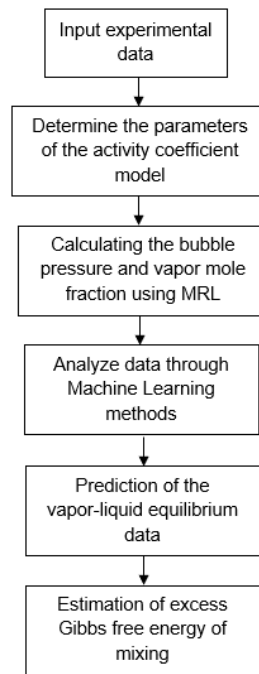 Input experimental
data
Determine the parameters
of the activity coefficient
model
Calculating the bubble
pressure and vapor mole
fraction using MRL
Analyze data through
Machine Learning
methods
Prediction of the
vapor-liquid equilibrium
data
Estimation of excess
Gibbs free energy of
mixing